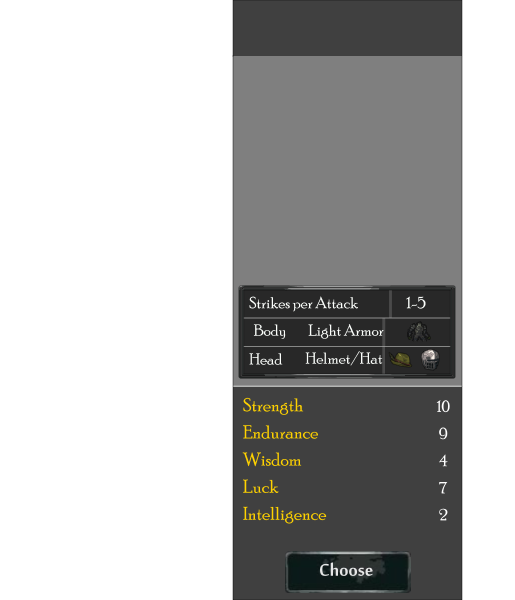 Strikes per Attack 1-5
Body Light Armor
Head Helmet/Hat
Strength 10
Endurance 9
Wisdom 4
Luck 7
Intelligence 2
Choose